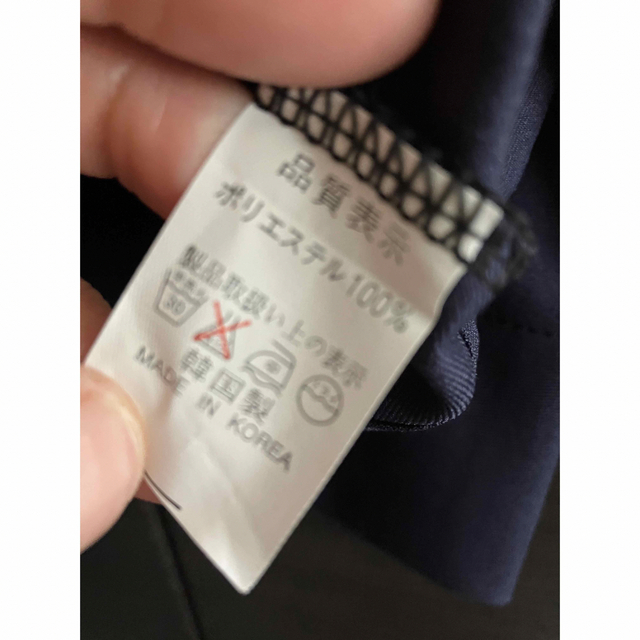 品質表示
ポリエステル100%
製品取扱い上の表示
30
韓国製
MADE IN KOREA